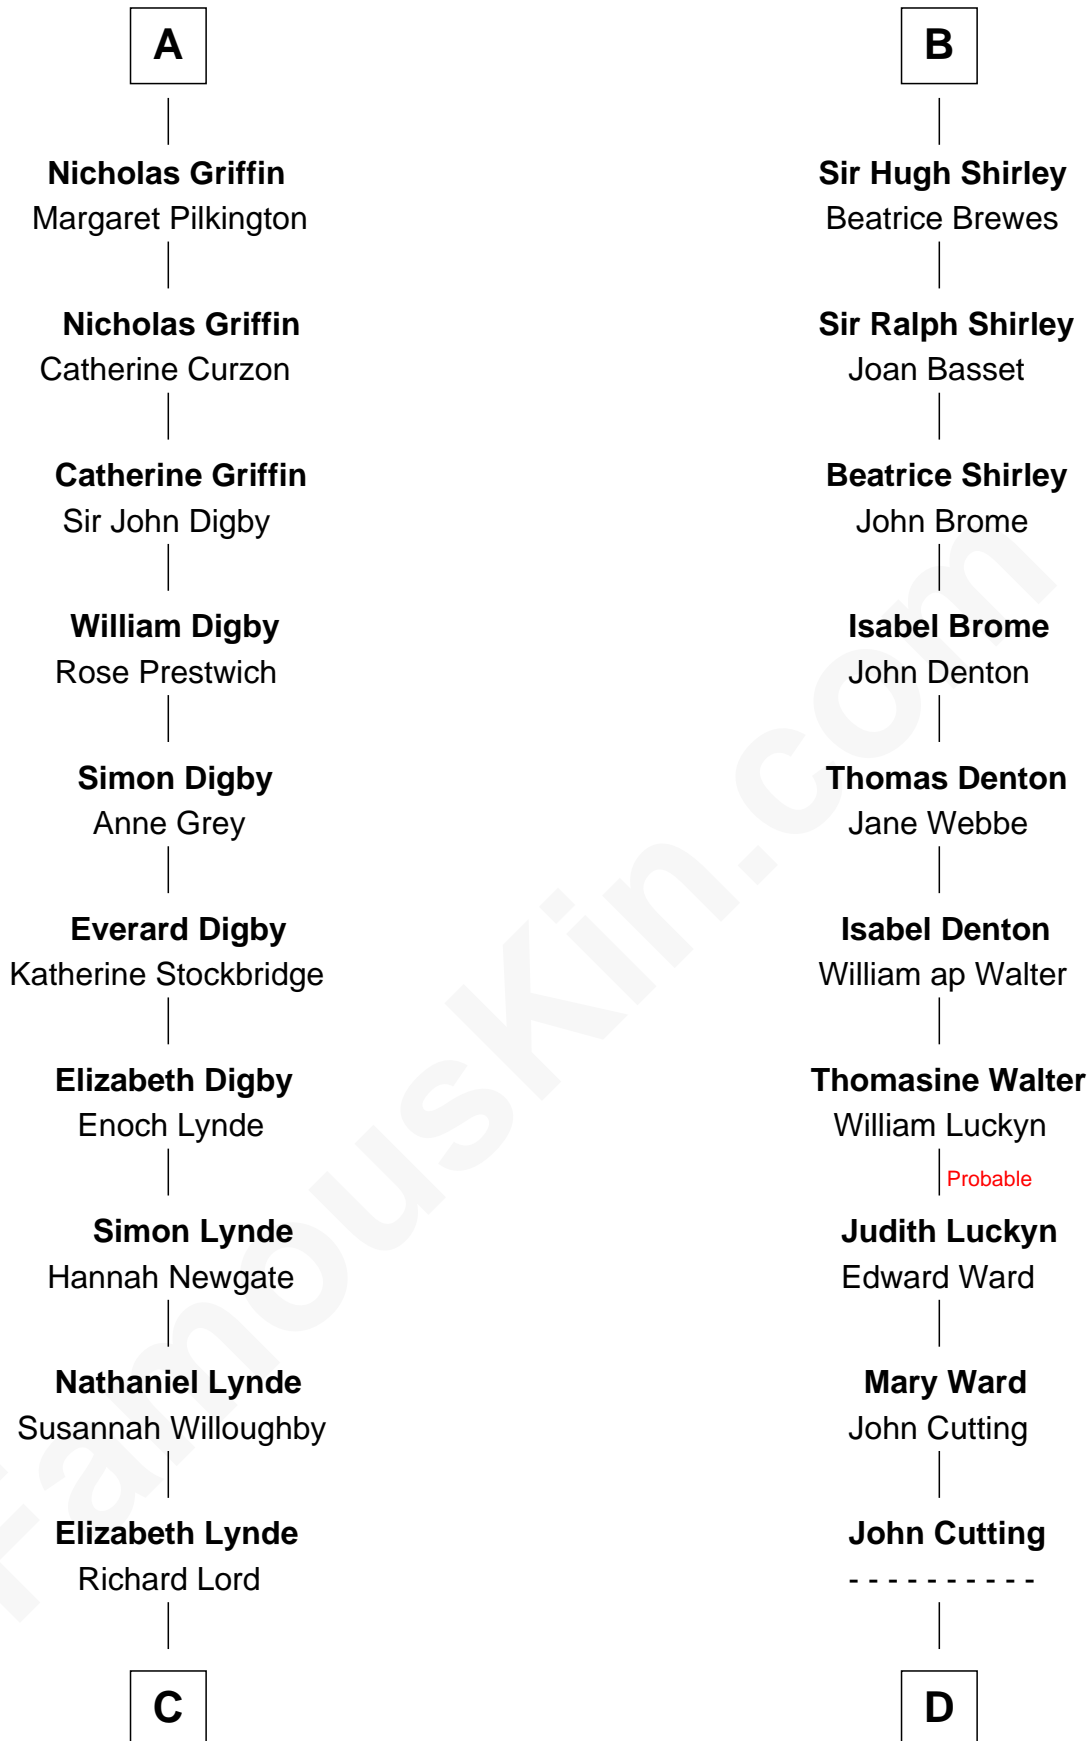 A
Nicholas Griffin
Margaret Pilkington
Nicholas Griffin
Catherine Curzon
Catherine Griffin
Sir John Digby
William Digby
Rose Prestwich
Simon Digby
Anne Grey
Everard Digby
Katherine Stockbridge
Elizabeth Digby
Enoch Lynde
Simon Lynde
Hannah Newgate
Nathaniel Lynde
Susannah Willoughby
Elizabeth Lynde
Richard Lord
C
B
Sir Hugh Shirley
Beatrice Brewes
Sir Ralph Shirley
Joan Basset
Beatrice Shirley
John Brome
Isabel Brome
John Denton
Thomas Denton
Jane Webbe
Isabel Denton
William ap Walter
Thomasine Walter
William Luckyn
Probable
Judith Luckyn
Edward Ward
Mary Ward
John Cutting
John Cutting
- - - - - - - - - -
D
FamousKin.com